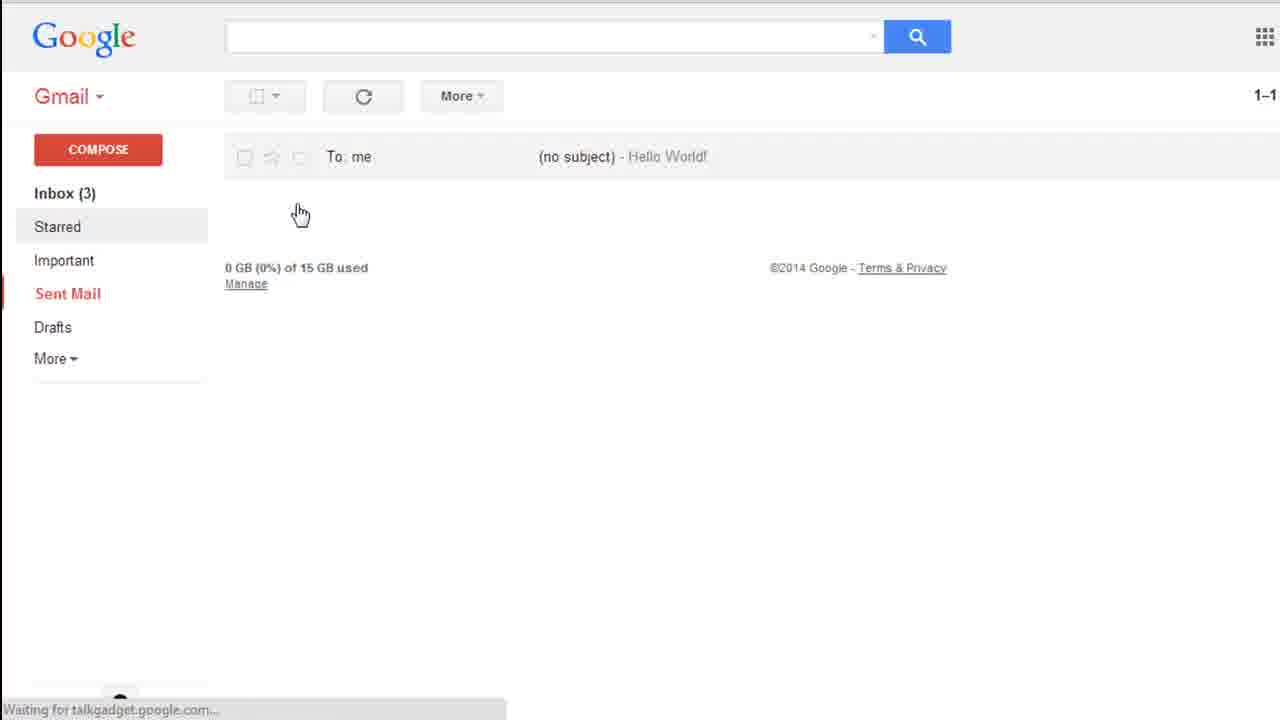 Google
Gmail
More
1–1
COMPOSE
To: me (no subject) - Hello World!
Inbox (3)
Starred
Important
Sent Mail
Drafts
More
0 GB (0%) of 15 GB used
Manage
©2014 Google - Terms & Privacy
Waiting for talkgadget.google.com...